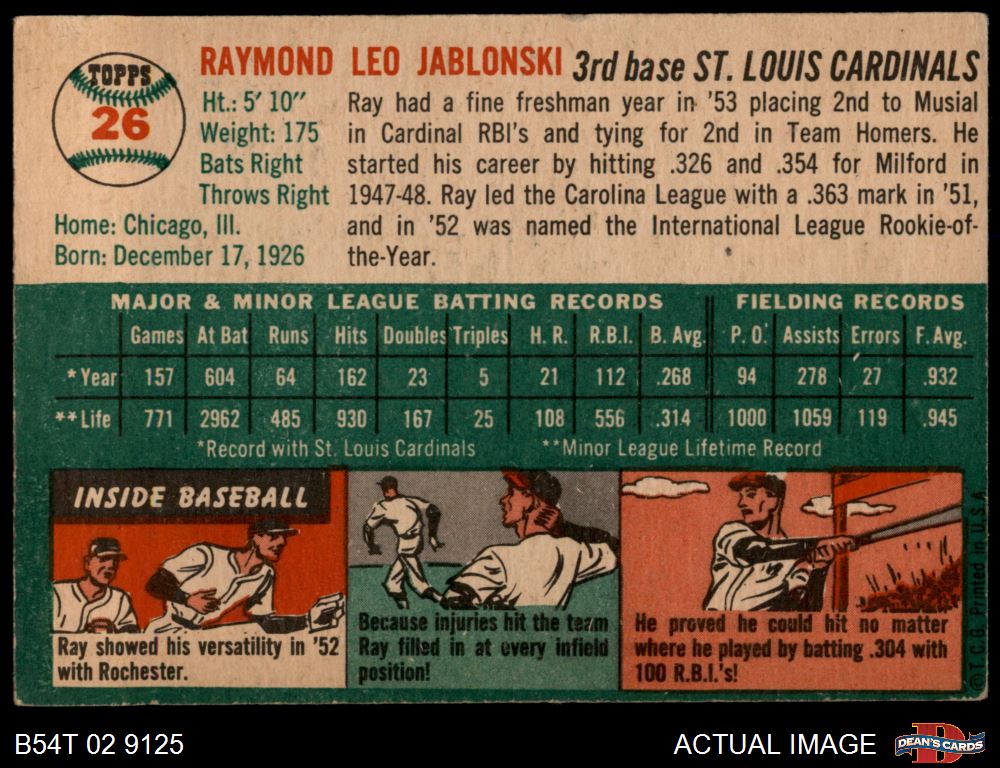 TOPPS
26
RAYMOND LEO JABLONSKI 3rd base ST. LOUIS CARDINALS
Ht.: 5' 10"
Weight: 175
Bats Right
Throws Right
Home: Chicago, Ill.
Born: December 17, 1926
Ray had a fine freshman year in '53 placing 2nd to Musial
in Cardinal RBI's and tying for 2nd in Team Homers. He
started his career by hitting .326 and .354 for Milford in
1947-48. Ray led the Carolina League with a .363 mark in '51,
and in '52 was named the International League Rookie-of-
the-Year.
MAJOR & MINOR LEAGUE BATTING RECORDS FIELDING RECORDS
Games At Bat Runs Hits Doubles Triples H. R. R.B.I. B. Avg. P. O. Assists Errors F. Avg.
*Year 157 604 64 162 23 5 21 112 .268 94 278 27 .932
**Life 771 2962 485 930 167 25 108 556 .314 1000 1059 119 .945
*Record with St. Louis Cardinals **Minor League Lifetime Record
INSIDE BASEBALL
Ray showed his versatility in '52
with Rochester.
Because injuries hit the team
Ray filled in at every infield
position!
He proved he could hit no matter
where he played by batting .304 with
100 R.B.I.'s!
©T.C.G. Printed in U.S.A.
B54T 02 9125
ACTUAL IMAGE
D
DEAN'S CARDS